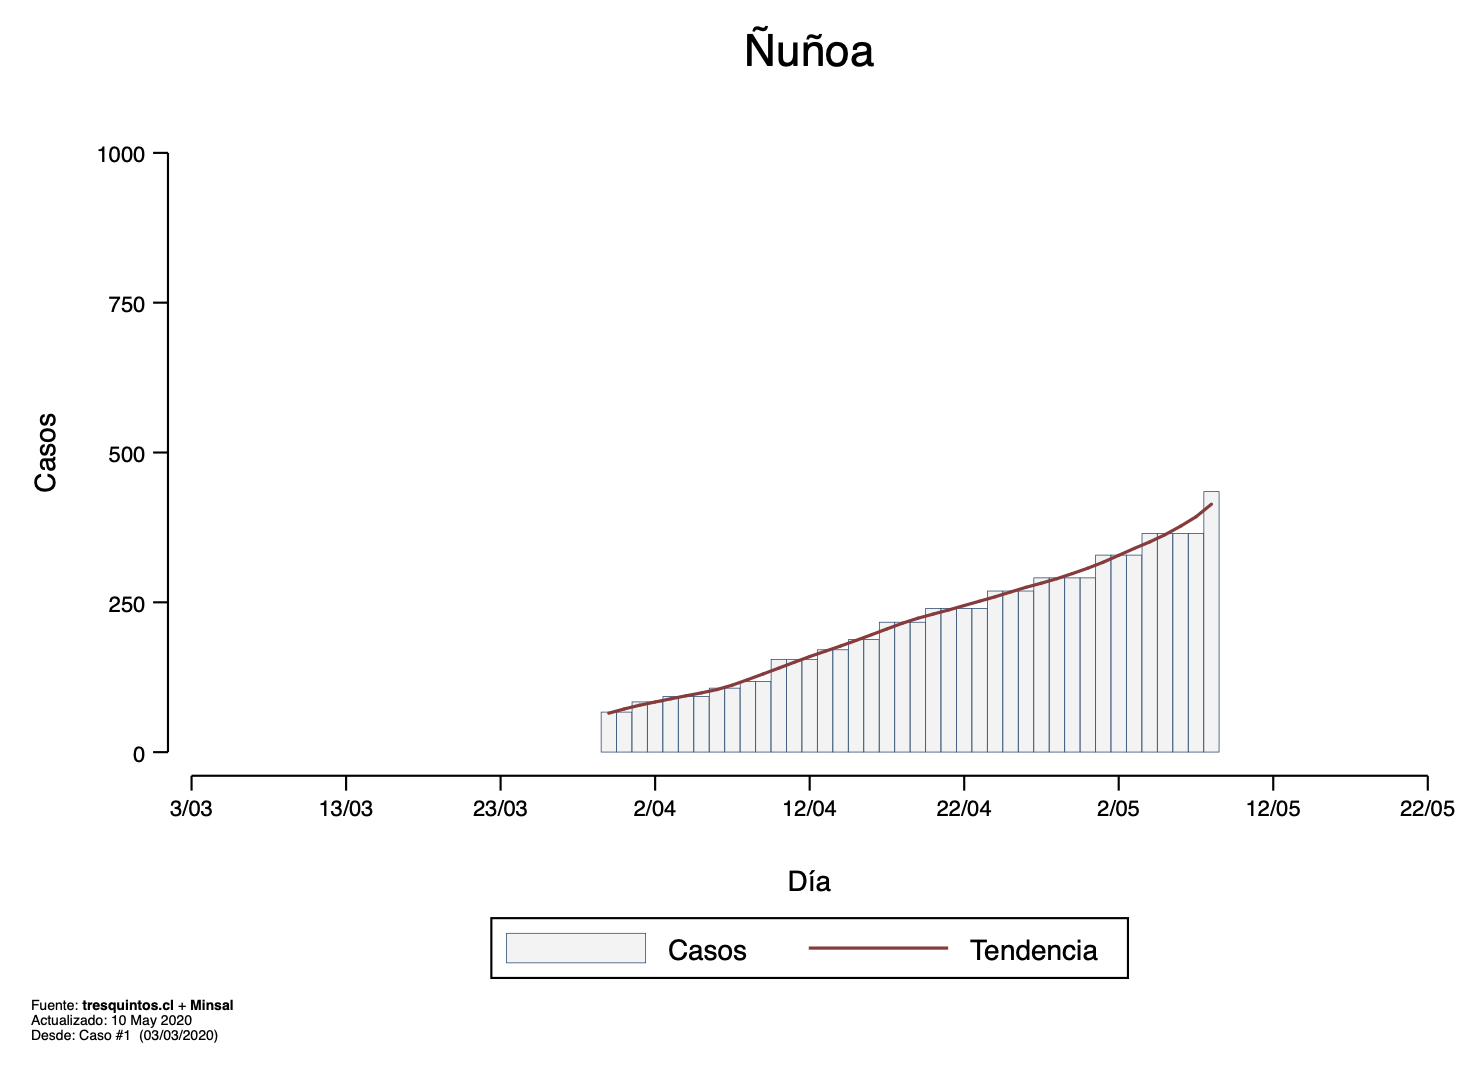 Ñuñoa
1000
750
500
250
0
Casos
3/03 13/03 23/03 2/04 12/04 22/04 2/05 12/05 22/05
Día
Casos Tendencia
Fuente: tresquintos.cl + Minsal
Actualizado: 10 May 2020
Desde: Caso #1 (03/03/2020)